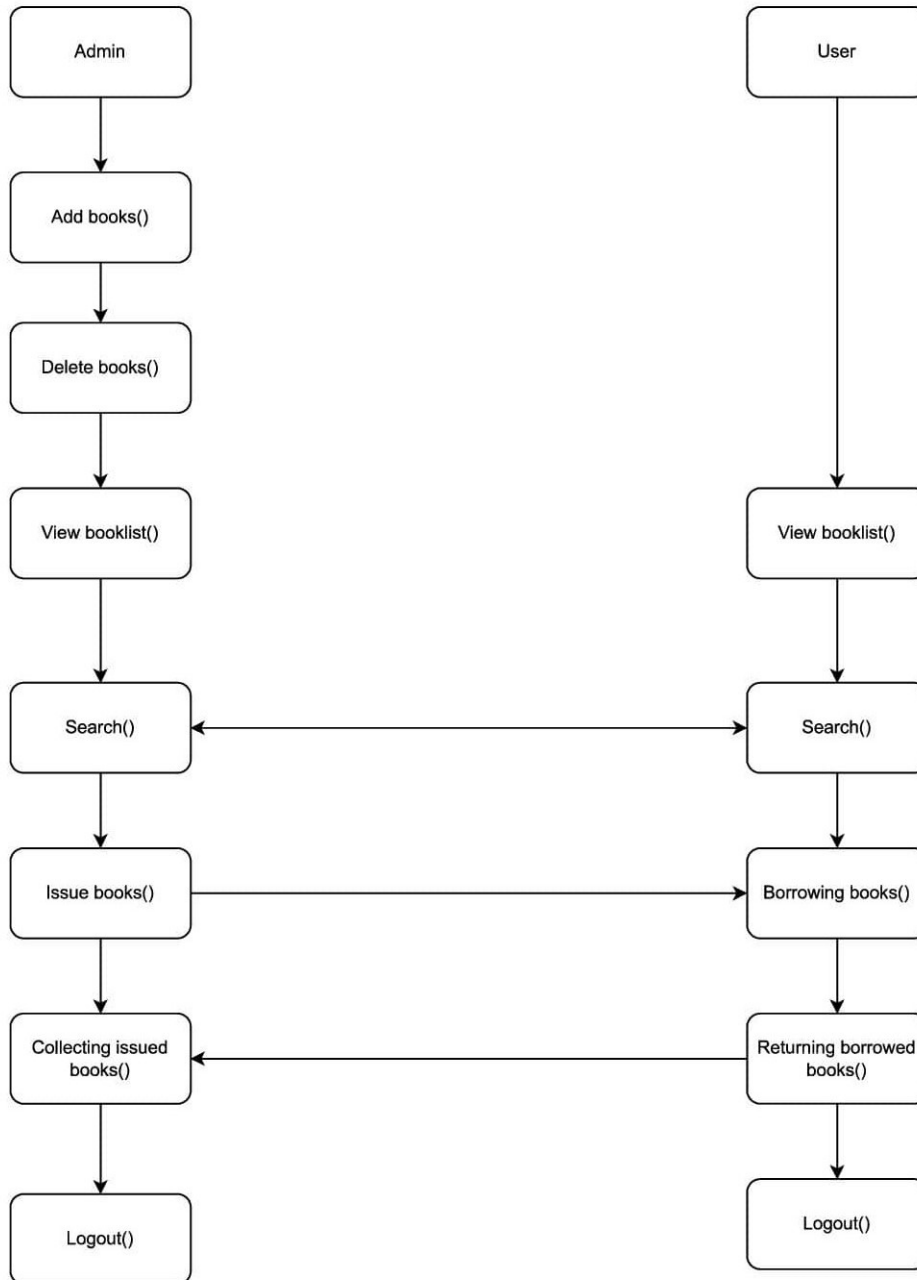 Admin
User
Add books()
Delete books()
View booklist()
View booklist()
Search()
Search()
Issue books()
Borrowing books()
Collecting issued
books()
Returning borrowed
books()
Logout()
Logout()